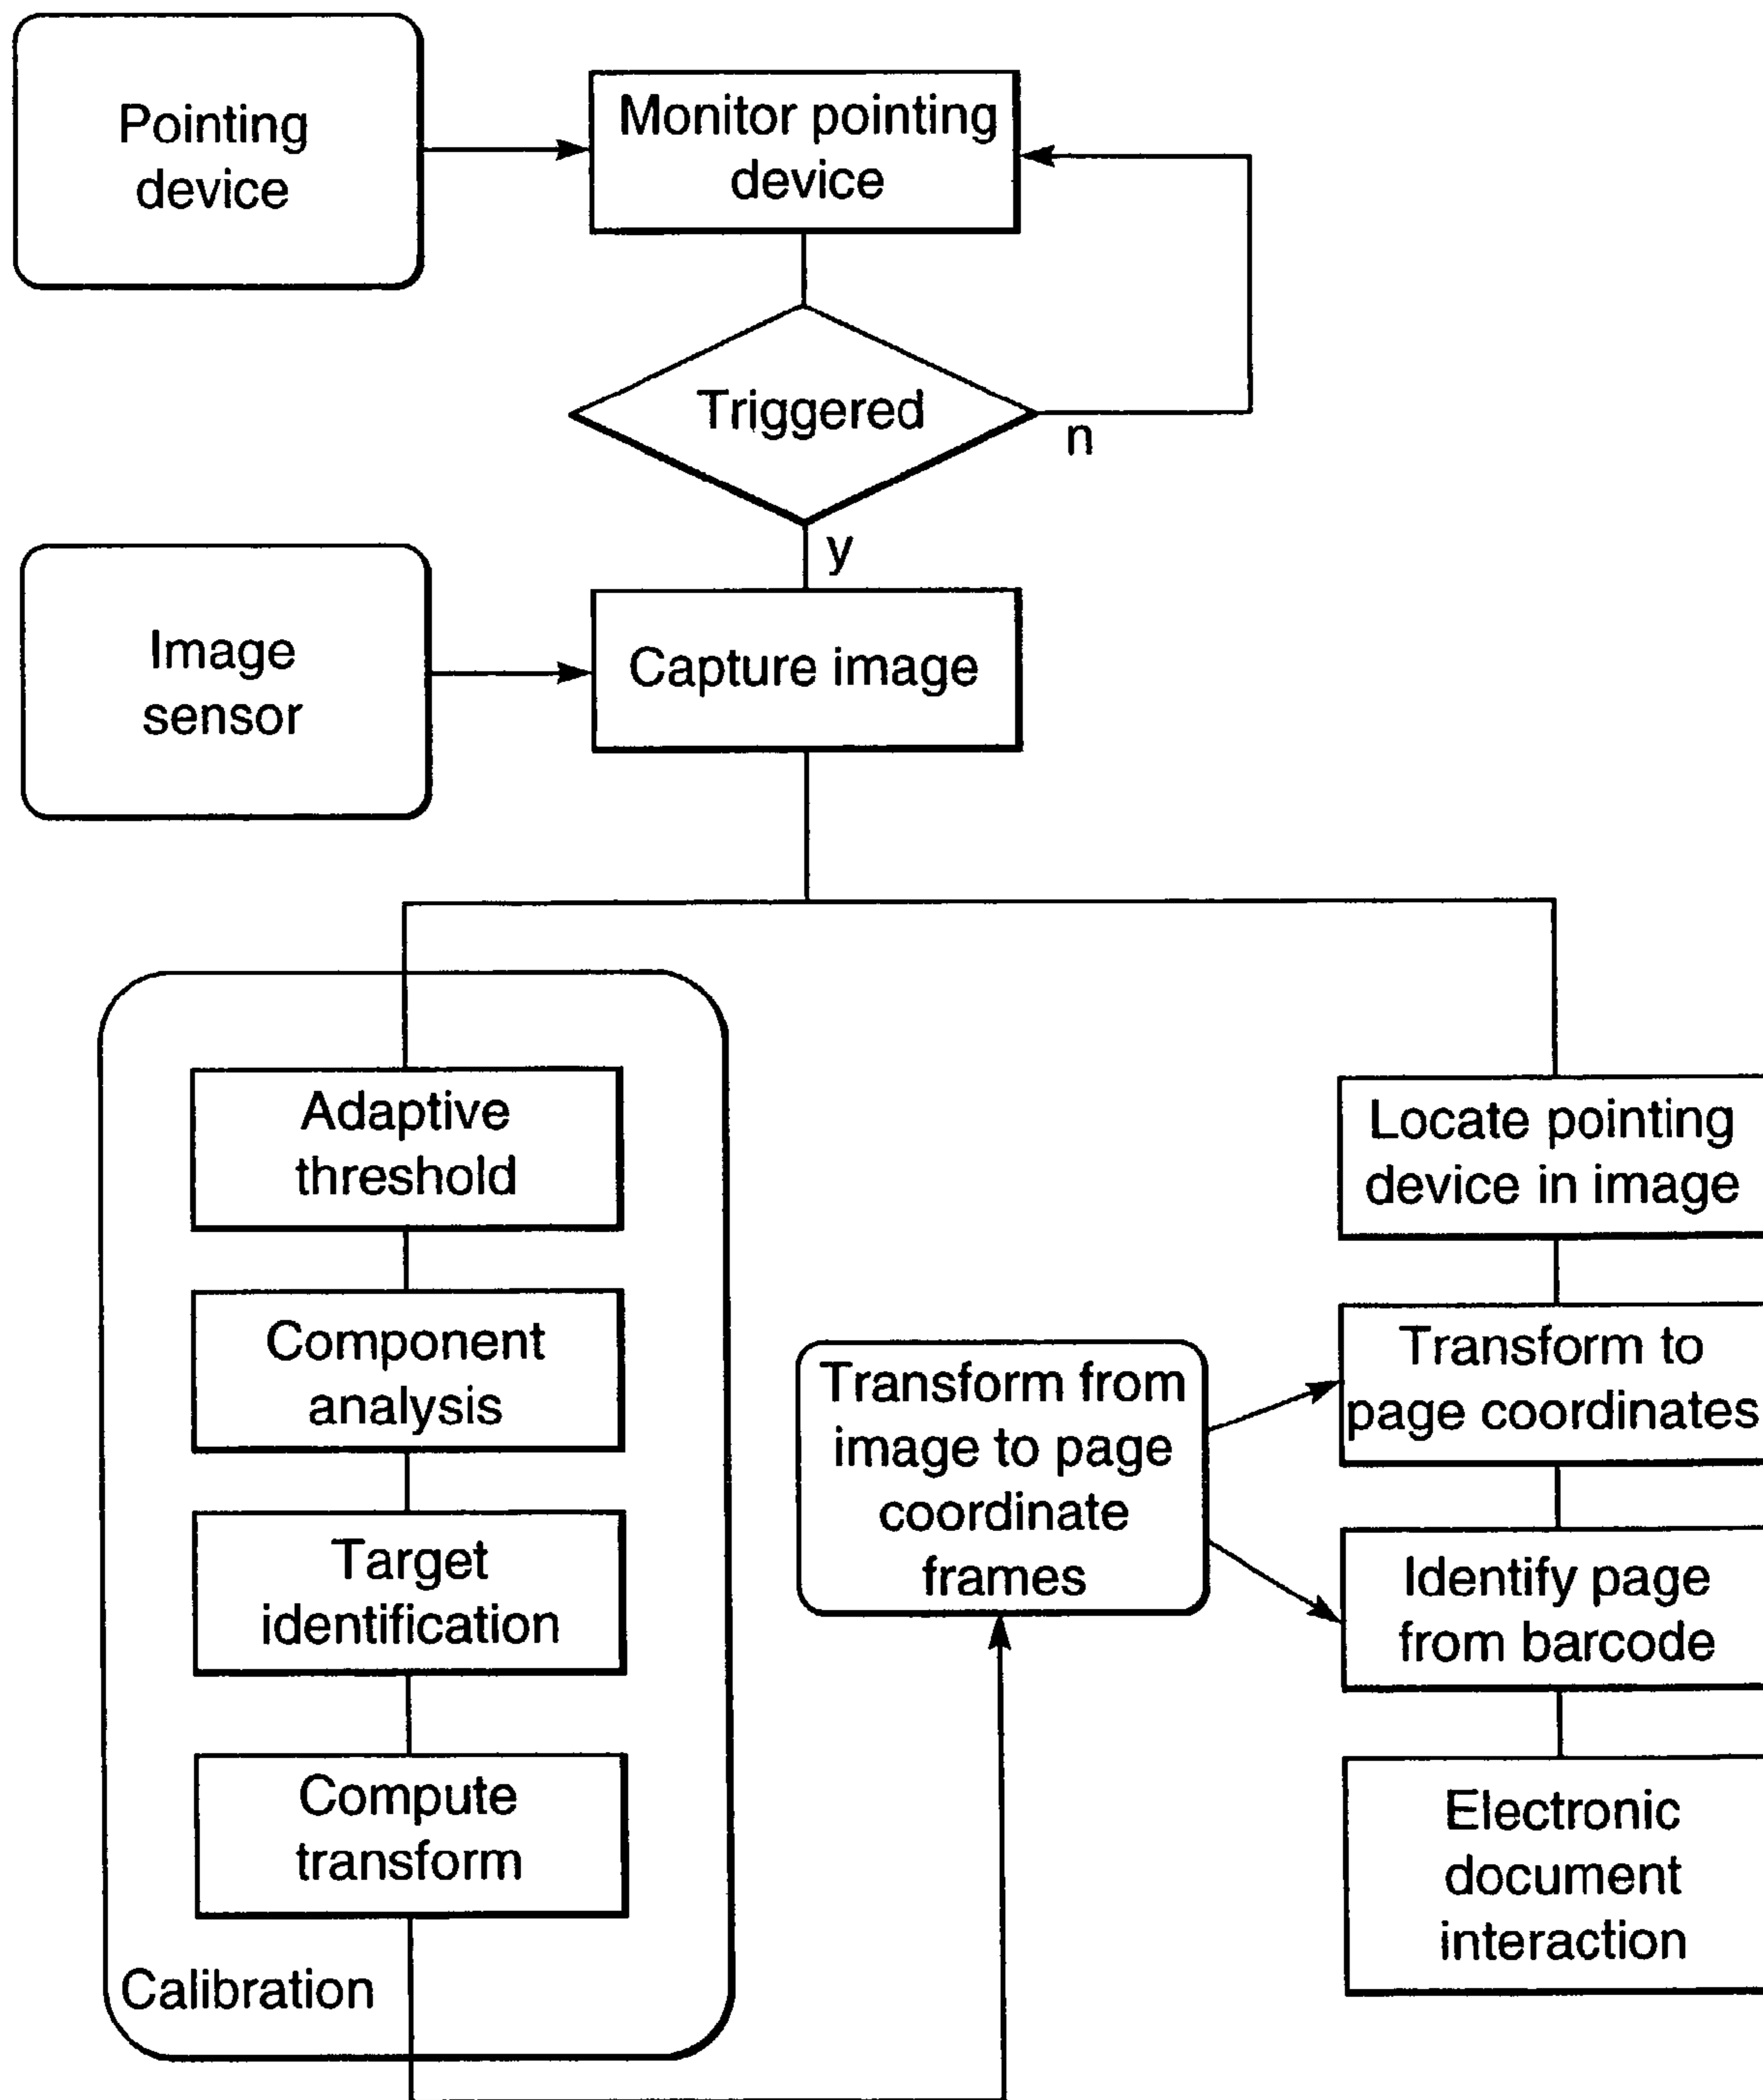 Pointing
device
Monitor pointing
device
Triggered
n
y
Image
sensor
Capture image
Adaptive
threshold
Component
analysis
Target
identification
Compute
transform
Calibration
Transform from
image to page
coordinate
frames
Locate pointing
device in image
Transform to
page coordinates
Identify page
from barcode
Electronic
document
interaction